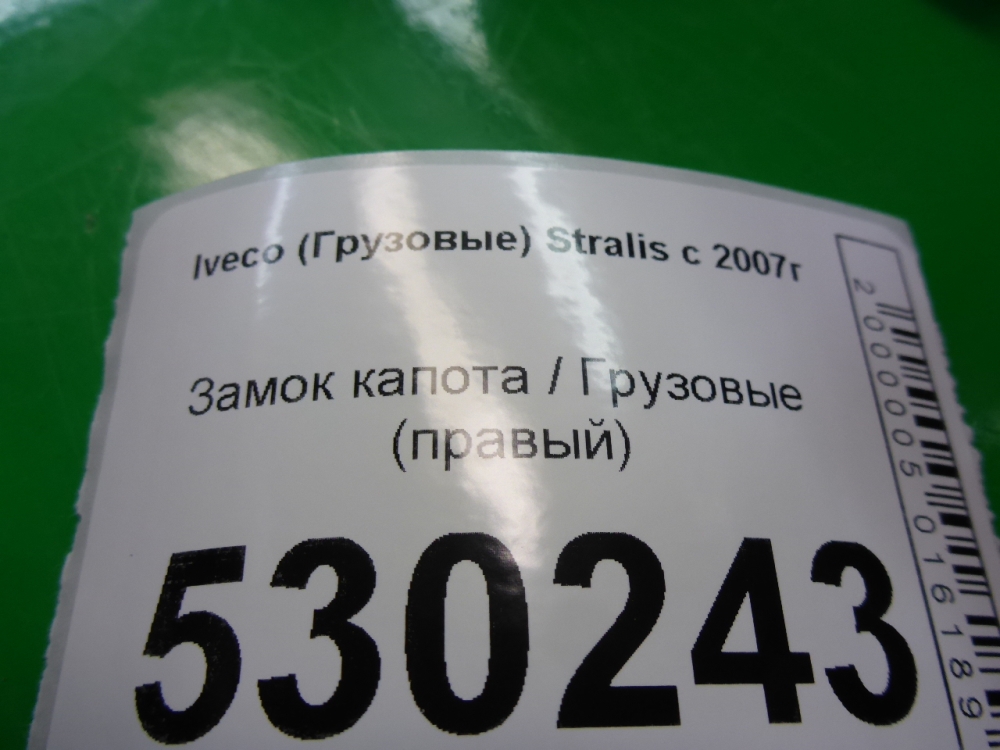 Iveco (Грузовые) Stralis с 2007г
Замок капота / Грузовые
(правый)
530243
2000005016189